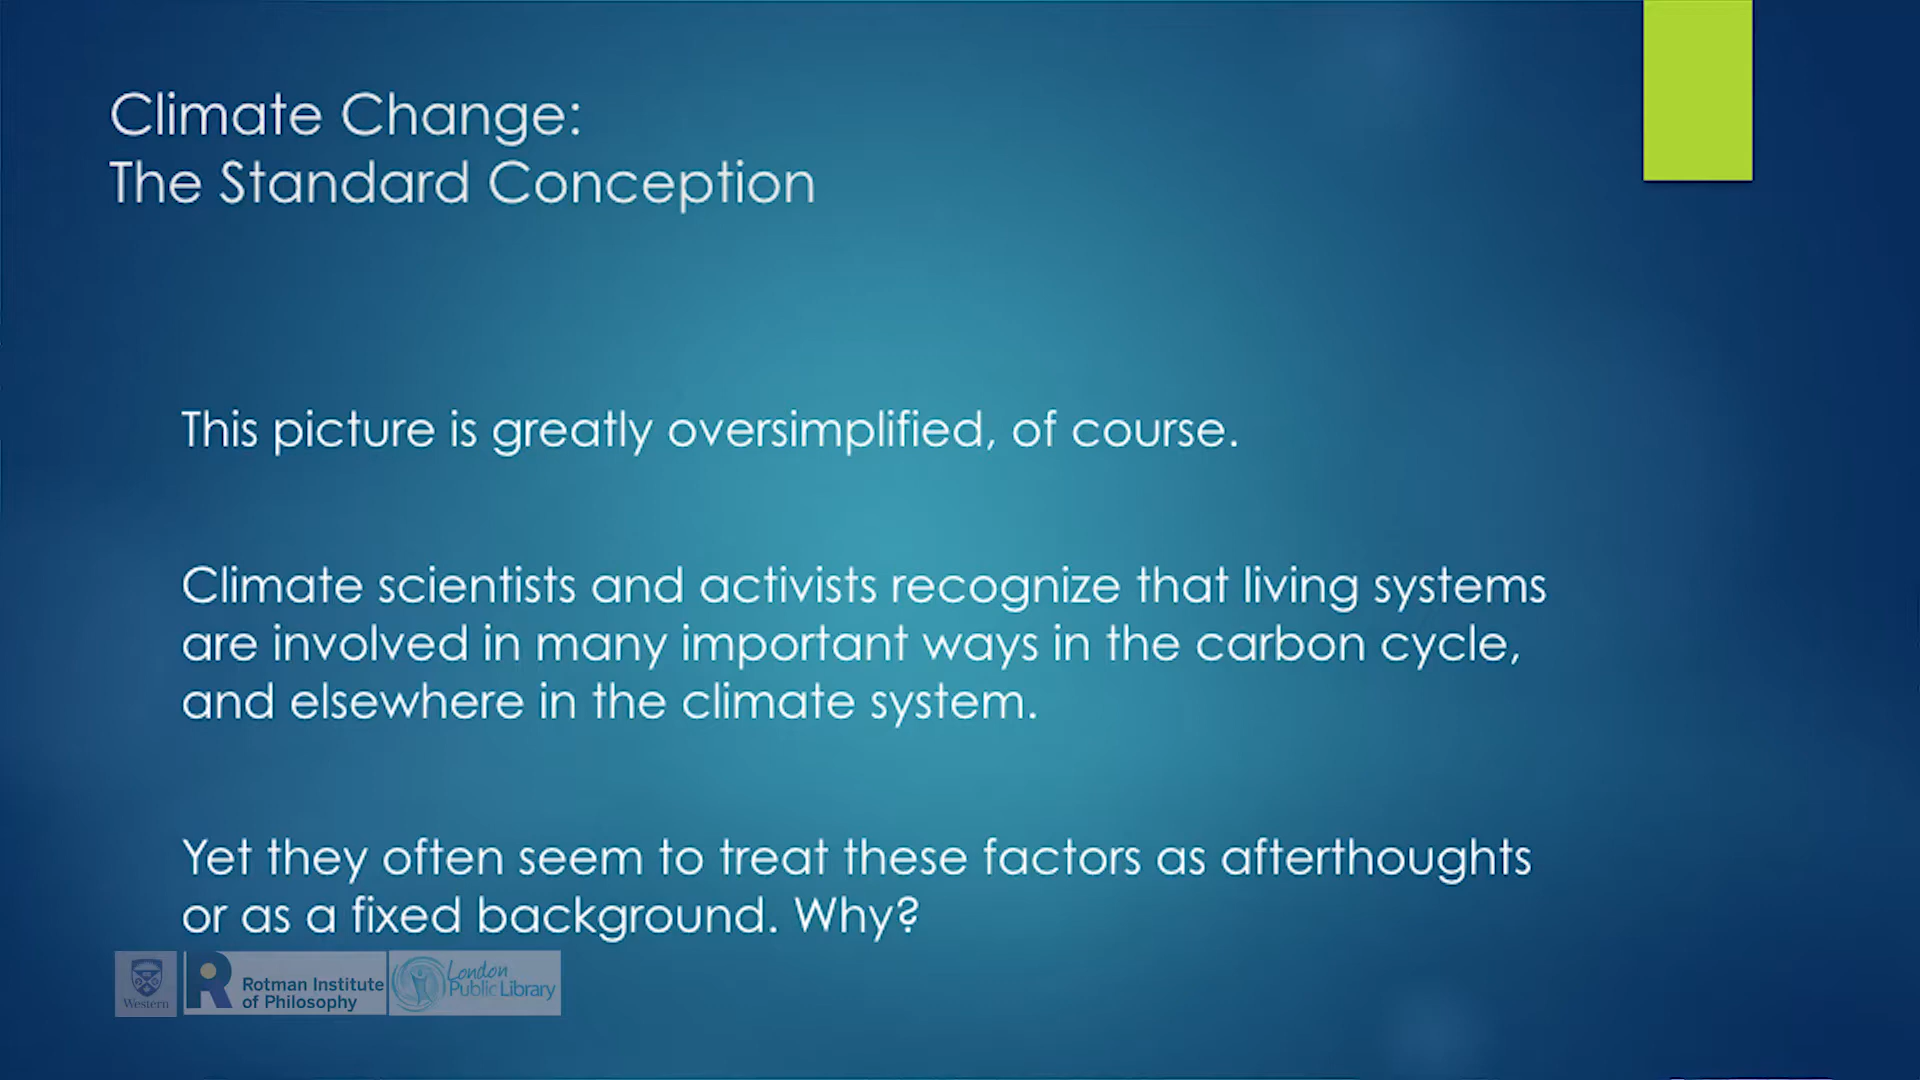 Climate Change:
The Standard Conception
This picture is greatly oversimplified, of course.
Climate scientists and activists recognize that living systems
are involved in many important ways in the carbon cycle,
and elsewhere in the climate system.
Yet they often seem to treat these factors as afterthoughts
or as a fixed background. Why?
Western
Rotman Institute
of Philosophy
London
Public Library